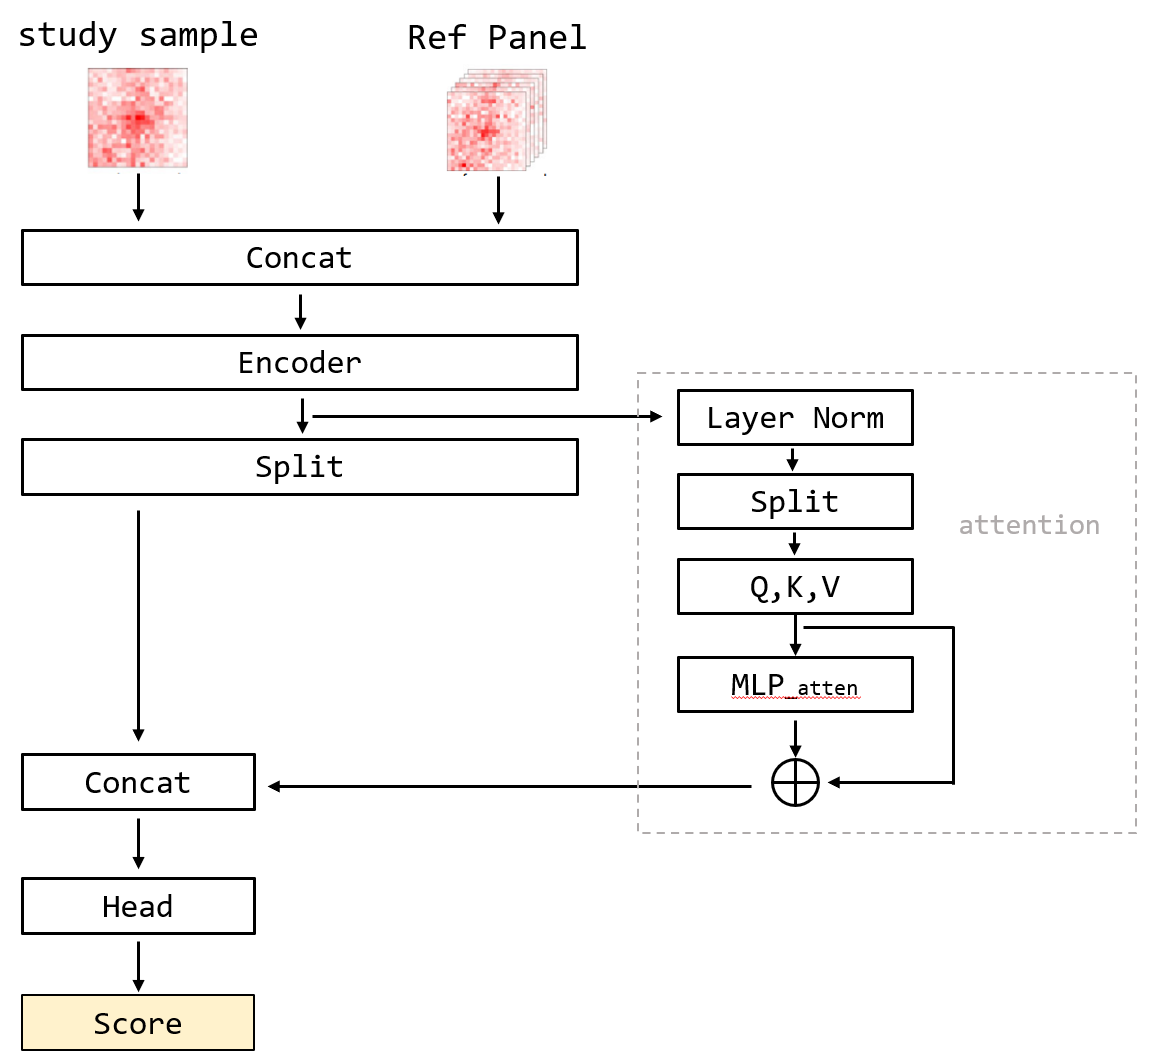 study sample
Ref Panel
Concat
Encoder
Split
Layer Norm
Split
attention
Q,K,V
MLP_atten
Concat
Head
Score